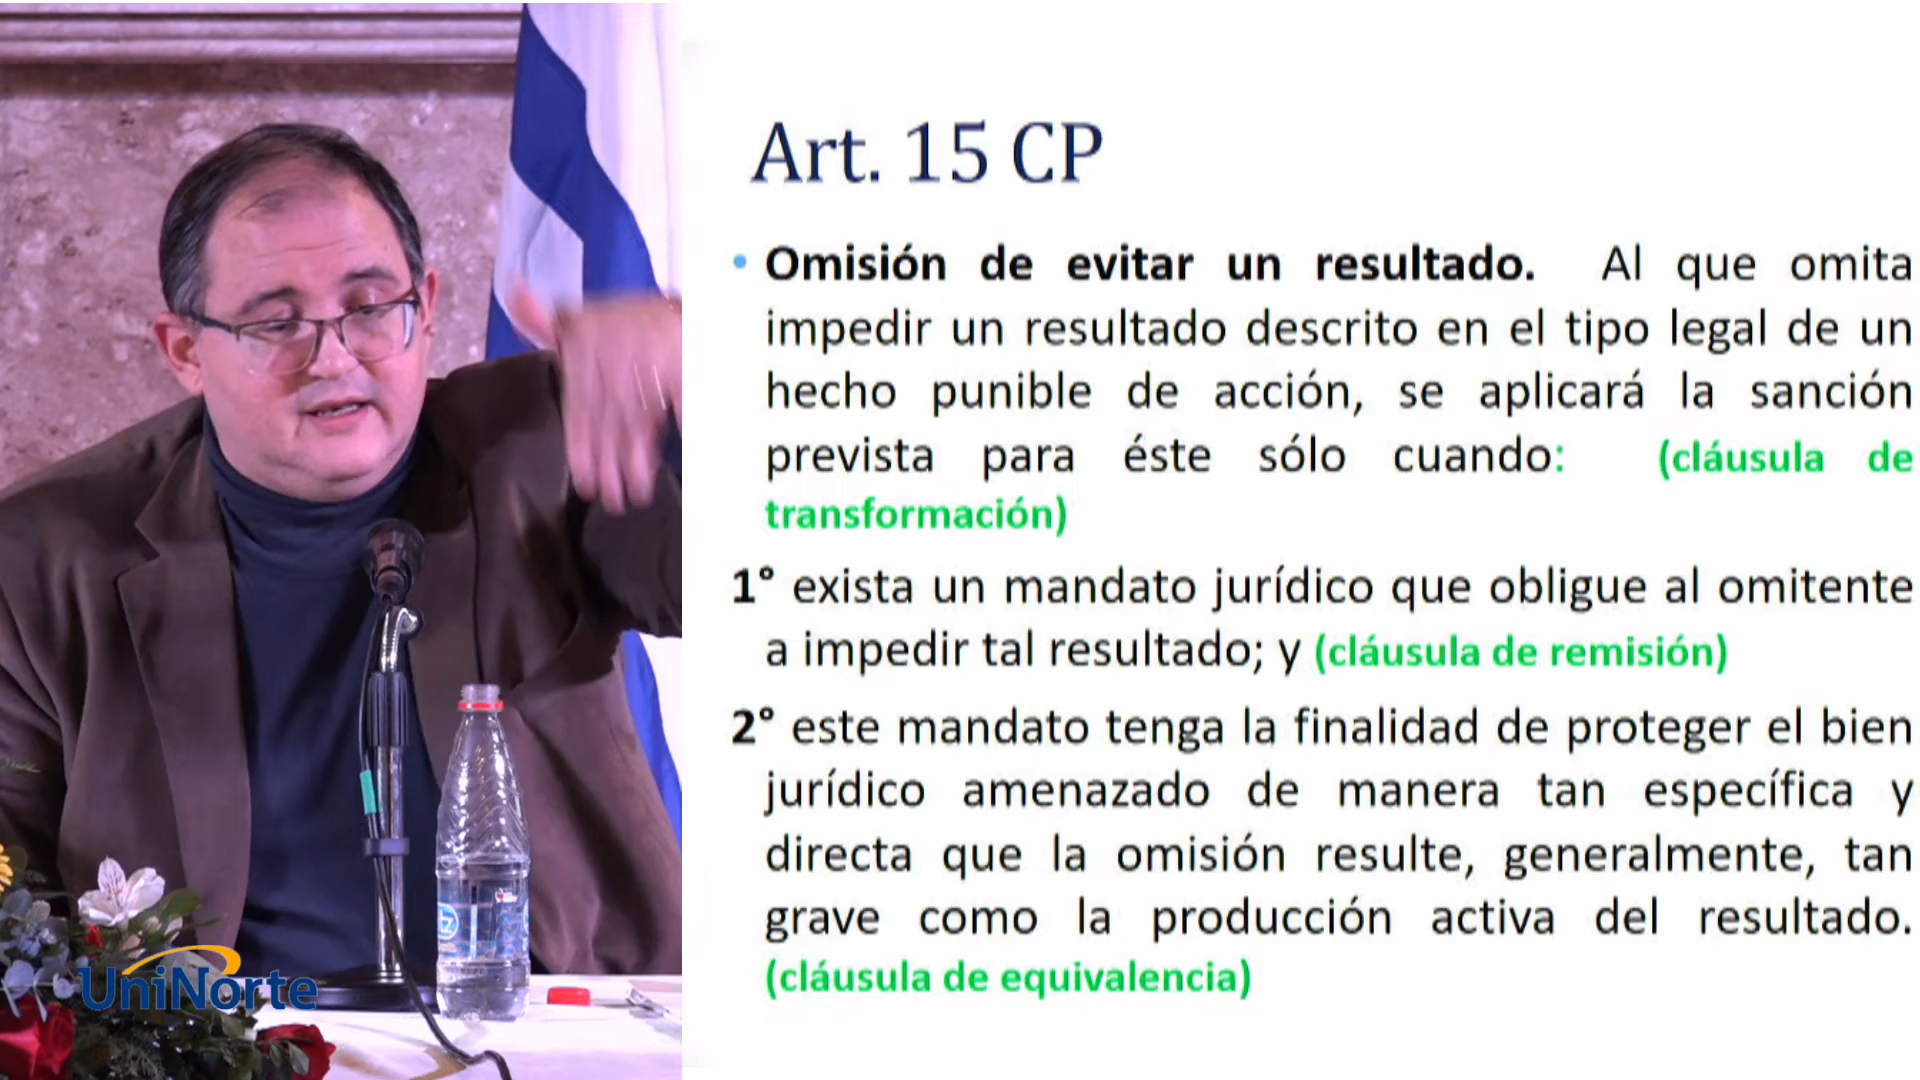 Art. 15 CP
• Omisión de evitar un resultado. Al que omita
impedir un resultado descrito en el tipo legal de un
hecho punible de acción, se aplicará la sanción
prevista para éste sólo cuando: (cláusula de
transformación)
1° exista un mandato jurídico que obligue al omitente
a impedir tal resultado; y (cláusula de remisión)
2° este mandato tenga la finalidad de proteger el bien
jurídico amenazado de manera tan específica y
directa que la omisión resulte, generalmente, tan
grave como la producción activa del resultado.
(cláusula de equivalencia)
UniNorte